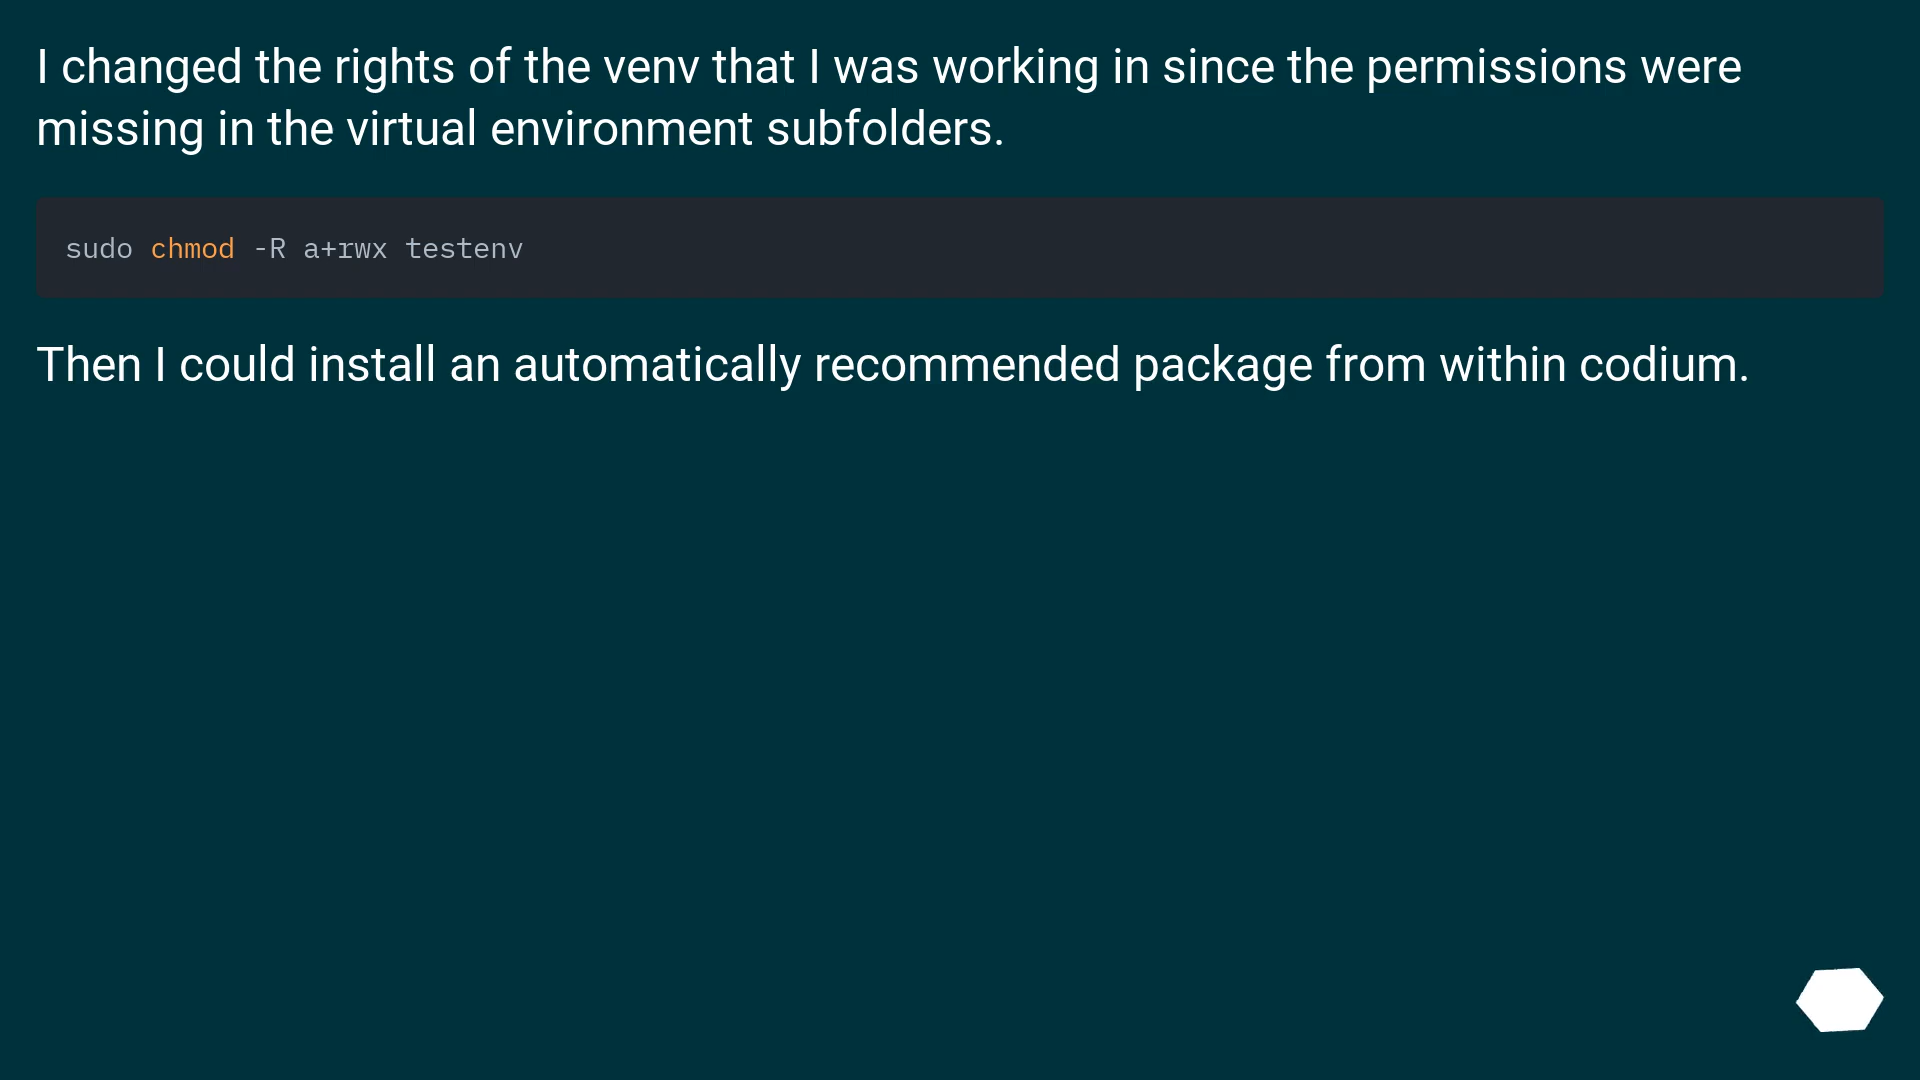 I changed the rights of the venv that I was working in since the permissions were
missing in the virtual environment subfolders.
sudo chmod -R a+rwx testenv
Then I could install an automatically recommended package from within codium.